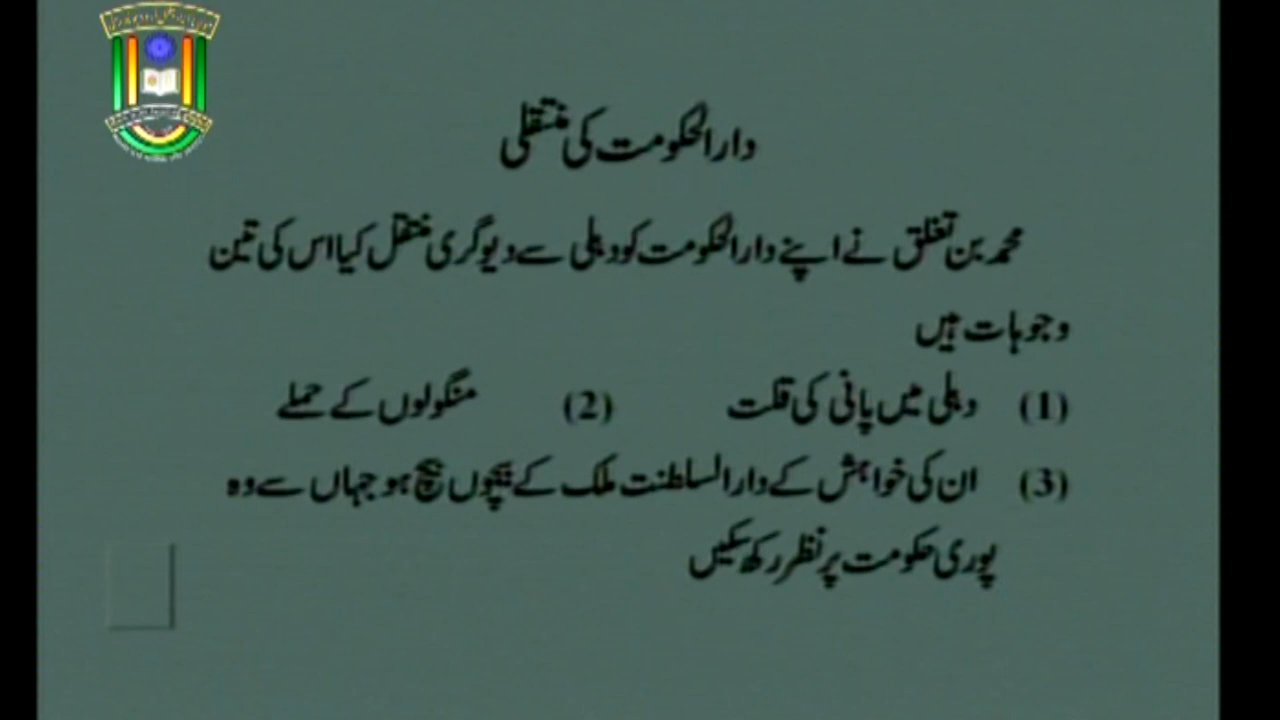 دارالحکومت کی منتقلی
محمد بن تغلق نے اپنے دارالحکومت کو دہلی سے دیوگری منتقل کیا اس کی تین
وجوہات ہیں
(1) دہلی میں پانی کی قلت (2) منگولوں کے حملے
(3) ان کی خواہش کے دارالسلطنت ملک کے بیچوں بیچ ہو جہاں سے وہ
پوری حکومت پر نظر رکھ سکیں